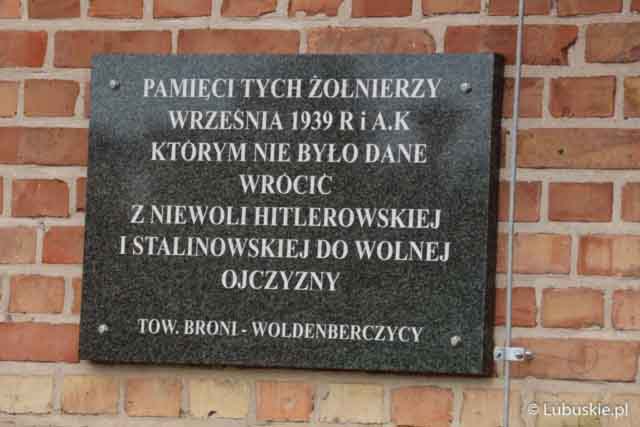 PAMIĘCI TYCH ŻOŁNIERZY
WRZEŚNIA 1939 R i A.K
KTÓRYM NIE BYŁO DANE
WRÓCIĆ
Z NIEWOLI HITLEROWSKIEJ
I STALINOWSKIEJ DO WOLNEJ
OJCZYZNY
TOW. BRONI - WOLDENBERCZYCY
© Lubuskie.pl